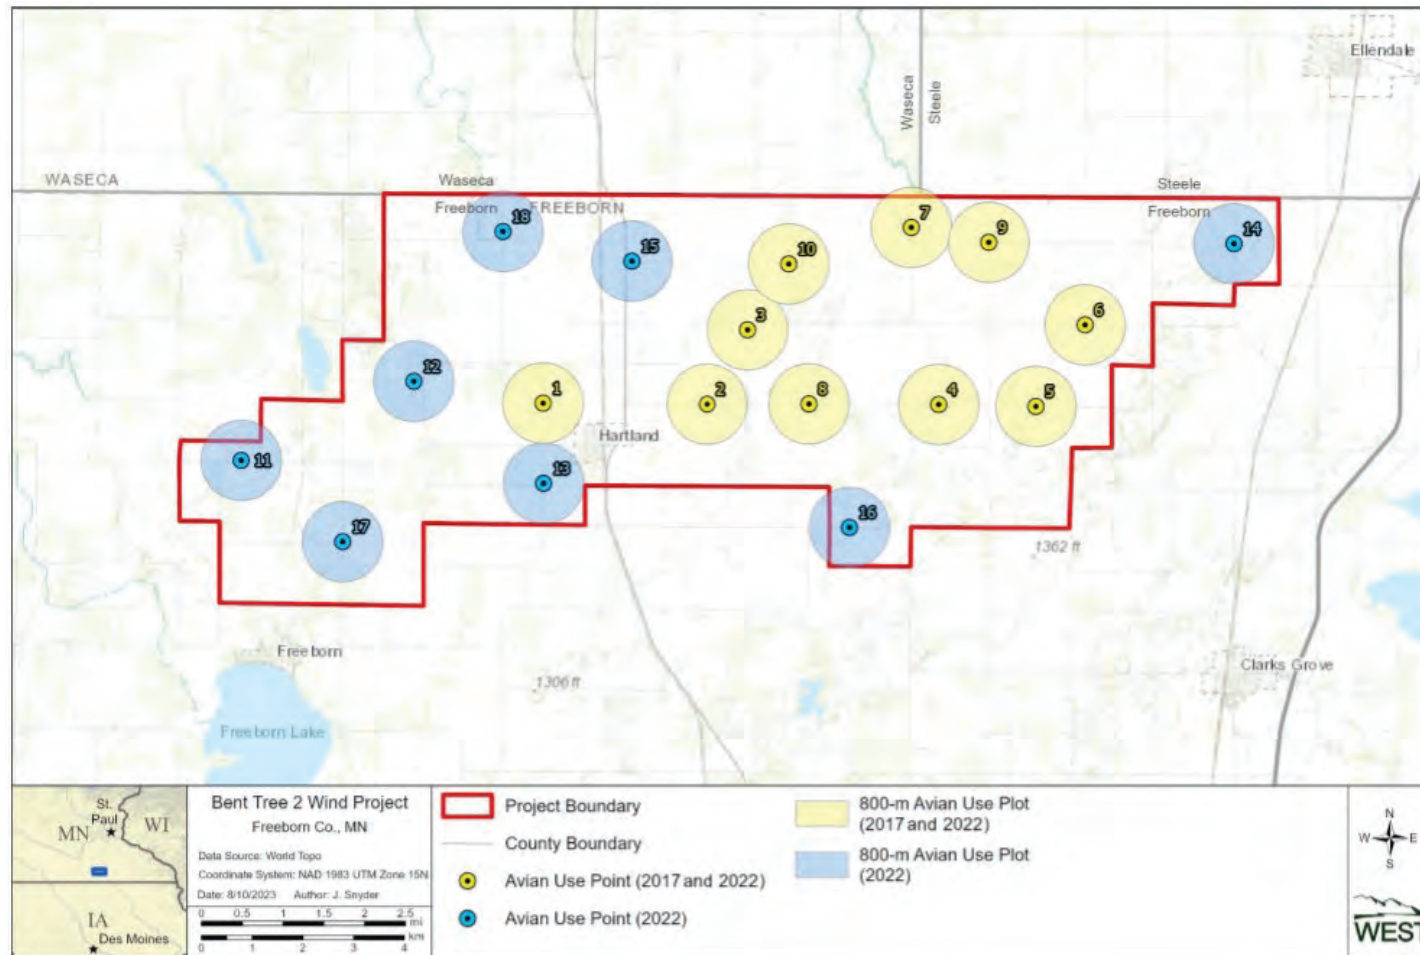 Ellendale
Waseca
Steele
WASECA
Waseca
Freeborn
FREEBORN
Steele
Freeborn
18
15
10
7
9
14
3
6
12
1
2
8
4
5
Hartland
11
13
17
16
1362 ft
Freeborn
1306 ft
Clarks Grove
Freeborn Lake
St.
Paul
MN
WI
IA
Des Moines
Bent Tree 2 Wind Project
Freeborn Co., MN
Data Source: World Topo
Coordinate System: NAD 1983 UTM Zone 15N
Date: 8/10/2023 Author: J. Snyder
0 0.5 1 1.5 2 2.5
mi
km
0 1 2 3 4
Project Boundary
County Boundary
Avian Use Point (2017 and 2022)
Avian Use Point (2022)
800-m Avian Use Plot
(2017 and 2022)
800-m Avian Use Plot
(2022)
N
W E
S
WEST